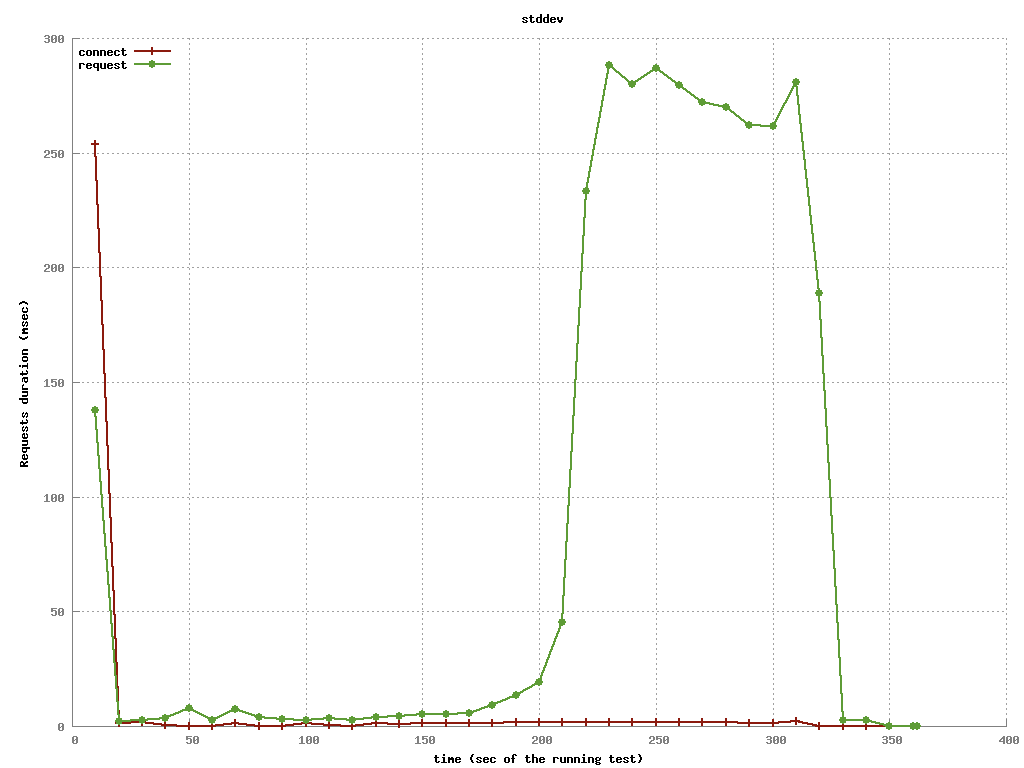 stddev
300
connect
request
250
200
150
100
50
0
Requests duration (msec)
0 50 100 150 200 250 300 350 400
time (sec of the running test)